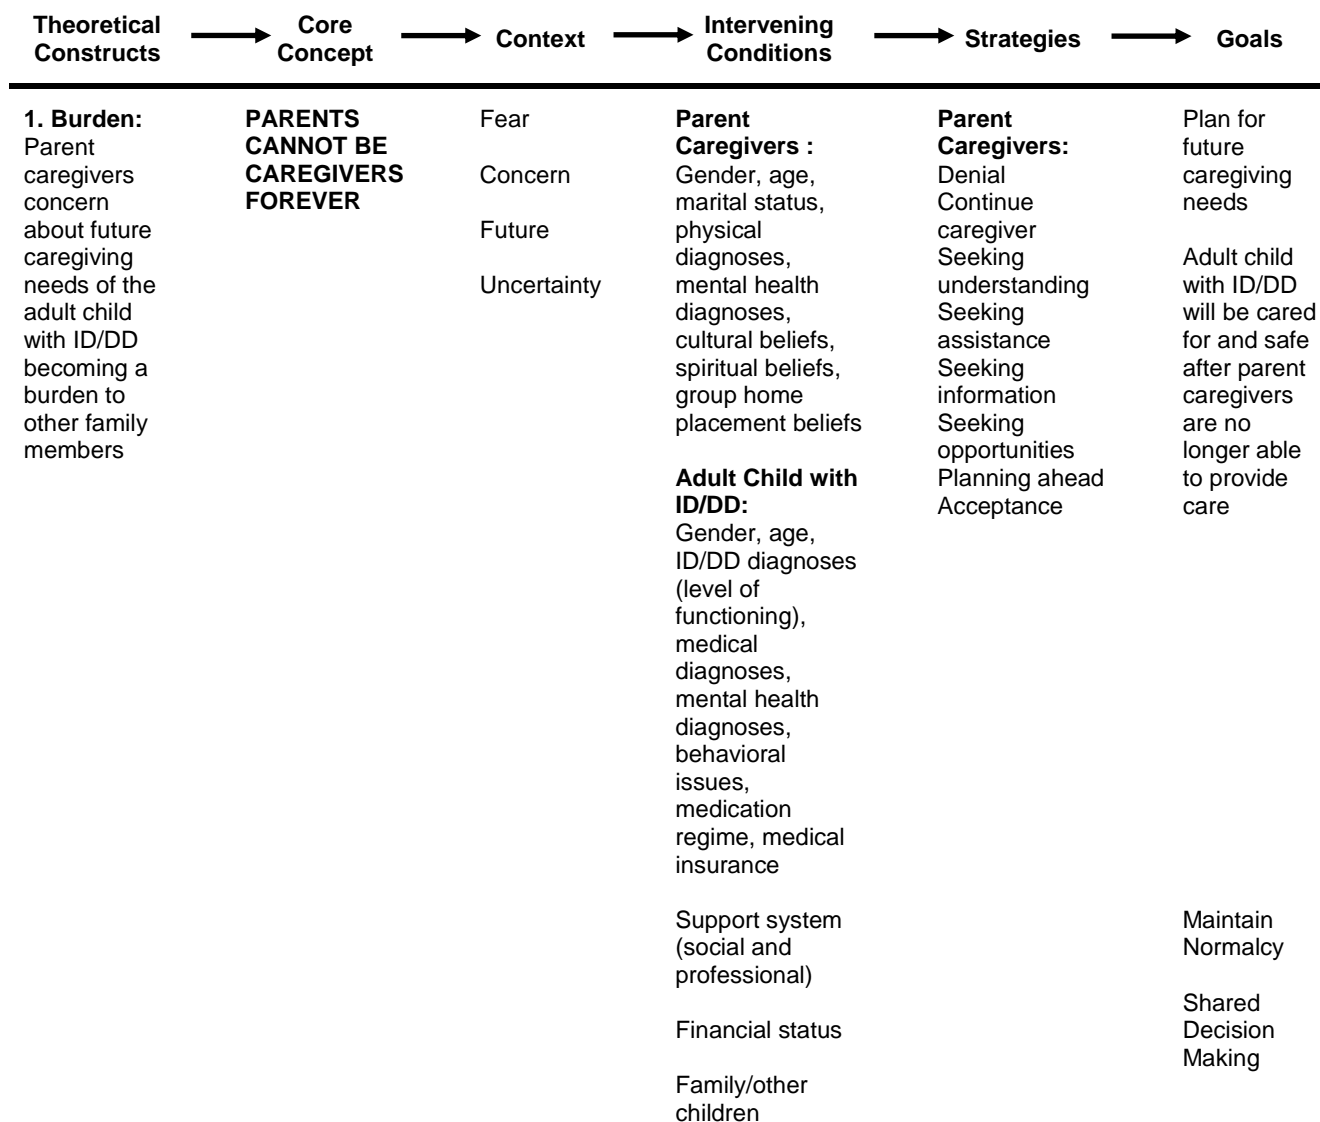 Theoretical
Constructs
Core
Concept
Context
Intervening
Conditions
Strategies
Goals
1. Burden:
Parent
caregivers
concern
about future
caregiving
needs of the
adult child
with ID/DD
becoming a
burden to
other family
members
PARENTS
CANNOT BE
CAREGIVERS
FOREVER
Fear
Concern
Future
Uncertainty
Parent
Caregivers :
Gender, age,
marital status,
physical
diagnoses,
mental health
diagnoses,
cultural beliefs,
spiritual beliefs,
group home
placement beliefs
Adult Child with
ID/DD:
Gender, age,
ID/DD diagnoses
(level of
functioning),
medical
diagnoses,
mental health
diagnoses,
behavioral
issues,
medication
regime, medical
insurance
Support system
(social and
professional)
Financial status
Family/other
children
Parent
Caregivers:
Denial
Continue
caregiver
Seeking
understanding
Seeking
assistance
Seeking
information
Seeking
opportunities
Planning ahead
Acceptance
Plan for
future
caregiving
needs
Adult child
with ID/DD
will be cared
for and safe
after parent
caregivers
are no
longer able
to provide
care
Maintain
Normalcy
Shared
Decision
Making